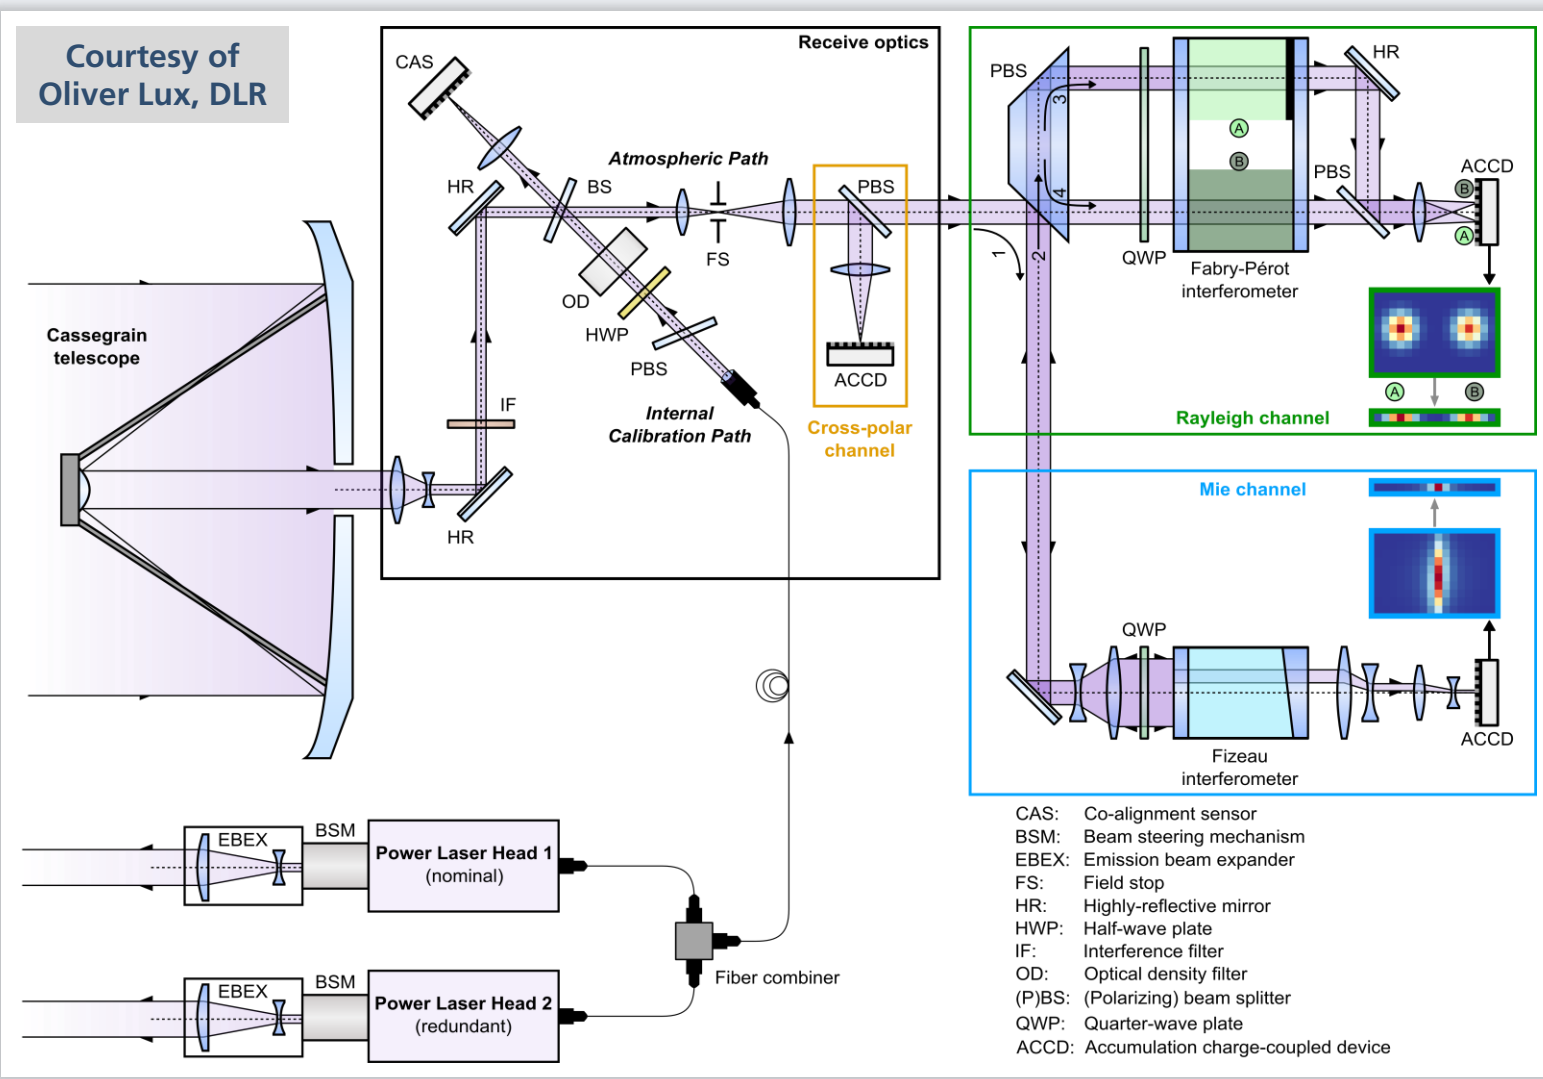 Courtesy of
Oliver Lux, DLR
Receive optics
CAS
HR
BS
Atmospheric Path
FS
OD
HWP
PBS
Internal
Calibration Path
IF
HR
PBS
ACCD
Cross-polar
channel
Cassegrain
telescope
PBS
3
4
1
2
QWP
A
B
Fabry-Pérot
interferometer
HR
PBS
ACCD
B
A
A
B
Rayleigh channel
Mie channel
QWP
Fizeau
interferometer
ACCD
EBEX
BSM
Power Laser Head 1
(nominal)
EBEX
BSM
Power Laser Head 2
(redundant)
Fiber combiner
CAS: Co-alignment sensor
BSM: Beam steering mechanism
EBEX: Emission beam expander
FS: Field stop
HR: Highly-reflective mirror
HWP: Half-wave plate
IF: Interference filter
OD: Optical density filter
(P)BS: (Polarizing) beam splitter
QWP: Quarter-wave plate
ACCD: Accumulation charge-coupled device